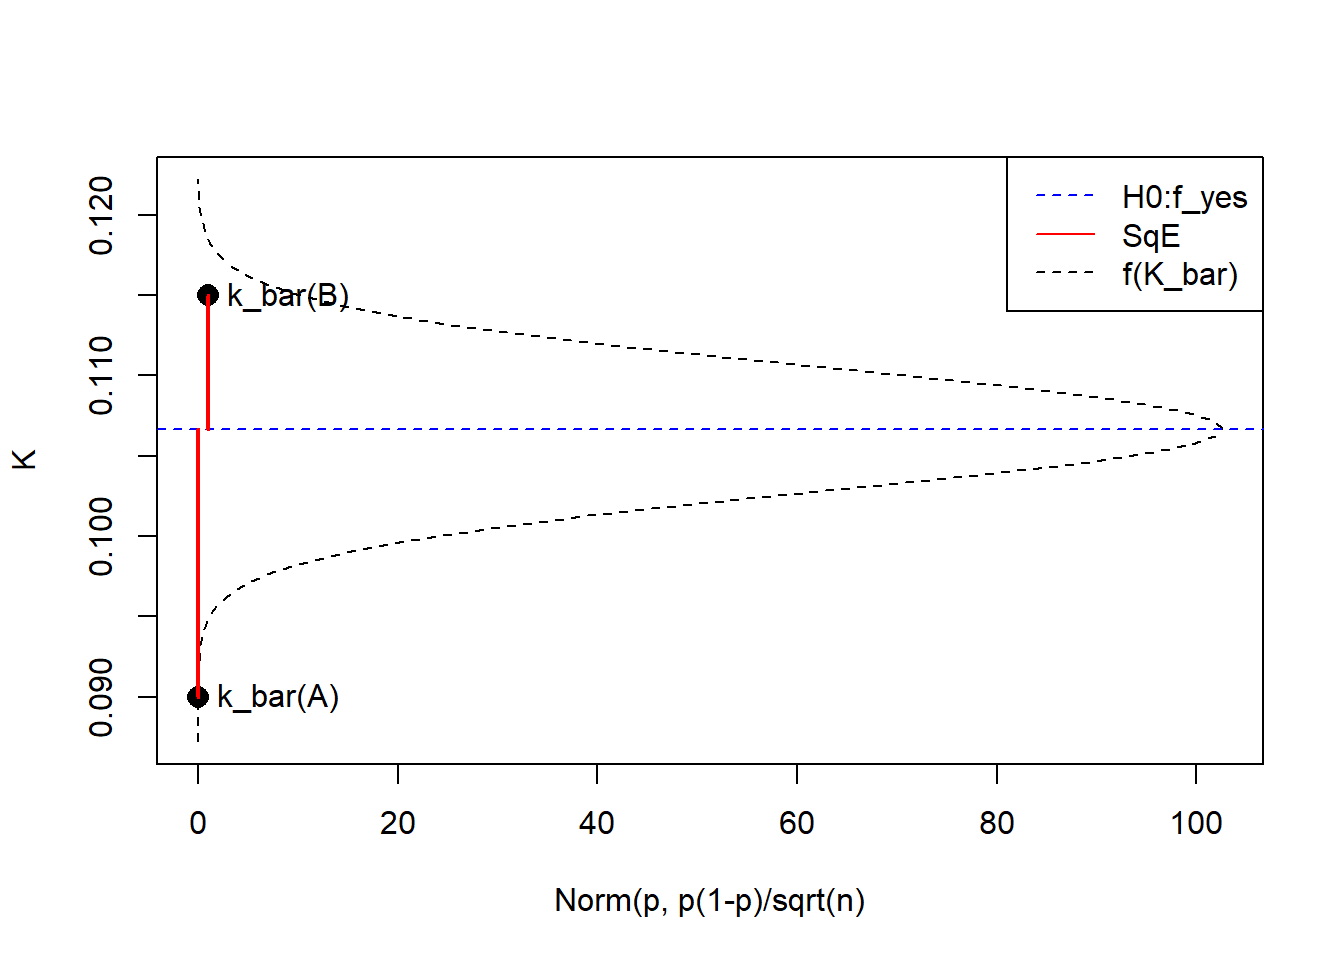 H0:f_yes
SqE
f(K_bar)
k_bar(B)
k_bar(A)
K
0.120
0.110
0.100
0.090
0 20 40 60 80 100
Norm(p, p(1-p)/sqrt(n)